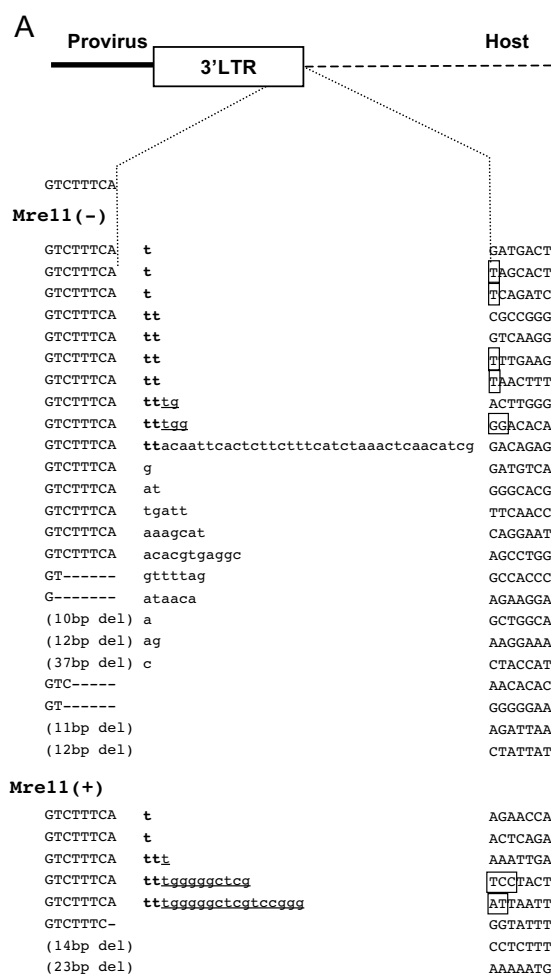 A
Provirus Host
3'LTR
GTCTTTCA
Mre11(-)
GTCTTTCA t GATGACT
GTCTTTCA t TAGCACT
GTCTTTCA t TCAGATC
GTCTTTCA tt CGCCGGG
GTCTTTCA tt GTCAAGG
GTCTTTCA tt TTTGAAG
GTCTTTCA tt TAACTTT
GTCTTTCA tttg ACTTGGG
GTCTTTCA tttgg GGACACA
GTCTTTCA ttacaattcactcttctttcatctaaactcaacatcg GACAGAG
GTCTTTCA g GATGTCA
GTCTTTCA at GGGCACG
GTCTTTCA tgatt TTCAACC
GTCTTTCA aaagcat CAGGAAT
GTCTTTCA acacgtgaggc AGCCTGG
GT------ gttttag GCCACCC
G------- ataaca AGAAGGA
(10bp del) a GCTGGCA
(12bp del) ag AAGGAAA
(37bp del) c CTACCAT
GTC----- AACACAC
GT------ GGGGGAA
(11bp del) AGATTAA
(12bp del) CTATTAT
Mre11(+)
GTCTTTCA t AGAACCA
GTCTTTCA t ACTCAGA
GTCTTTCA ttt AAATTGA
GTCTTTCA tttgggggctcg TCCTACT
GTCTTTCA tttgggggctcgtccggg ATTAATT
GTCTTTC- GGTATTT
(14bp del) CCTCTTT
(23bp del) AAAAATG